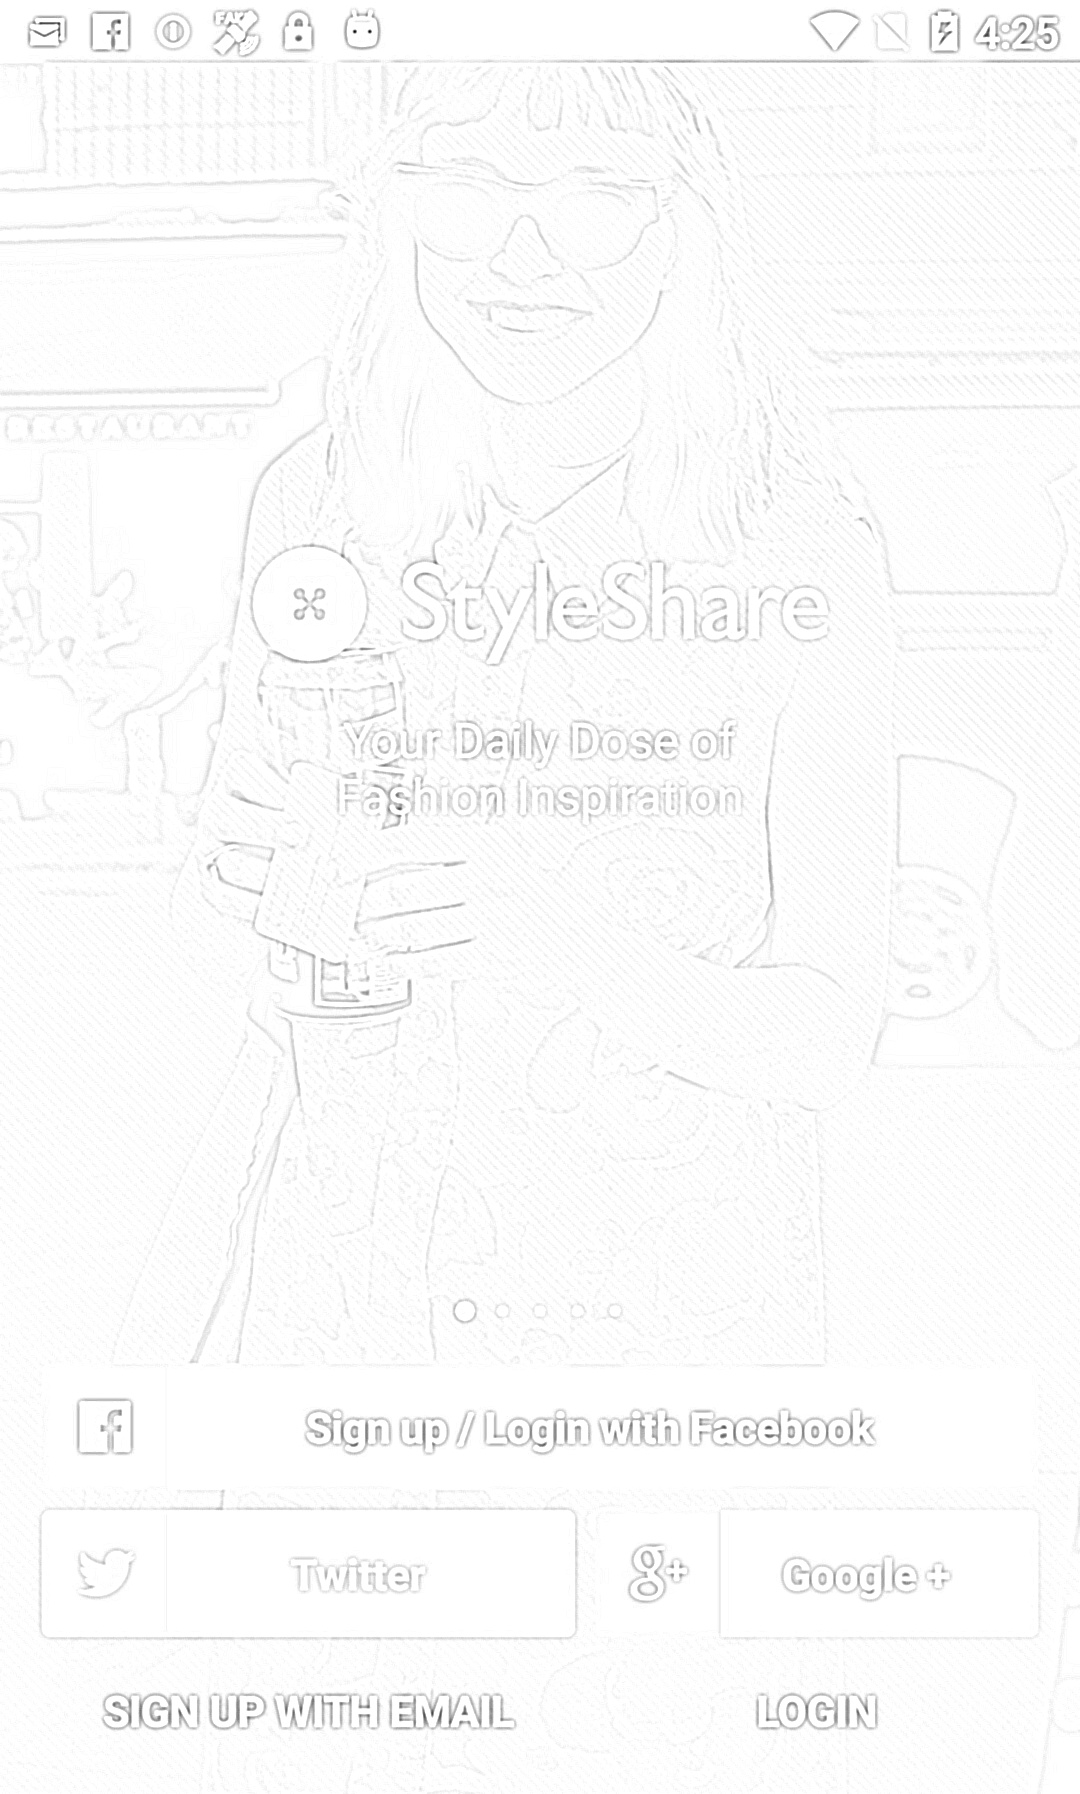 FAV
4:25
RESTAURANT
StyleShare
Your Daily Dose of
Fashion Inspiration
Sign up / Login with Facebook
Twitter
g+ Google +
SIGN UP WITH EMAIL LOGIN